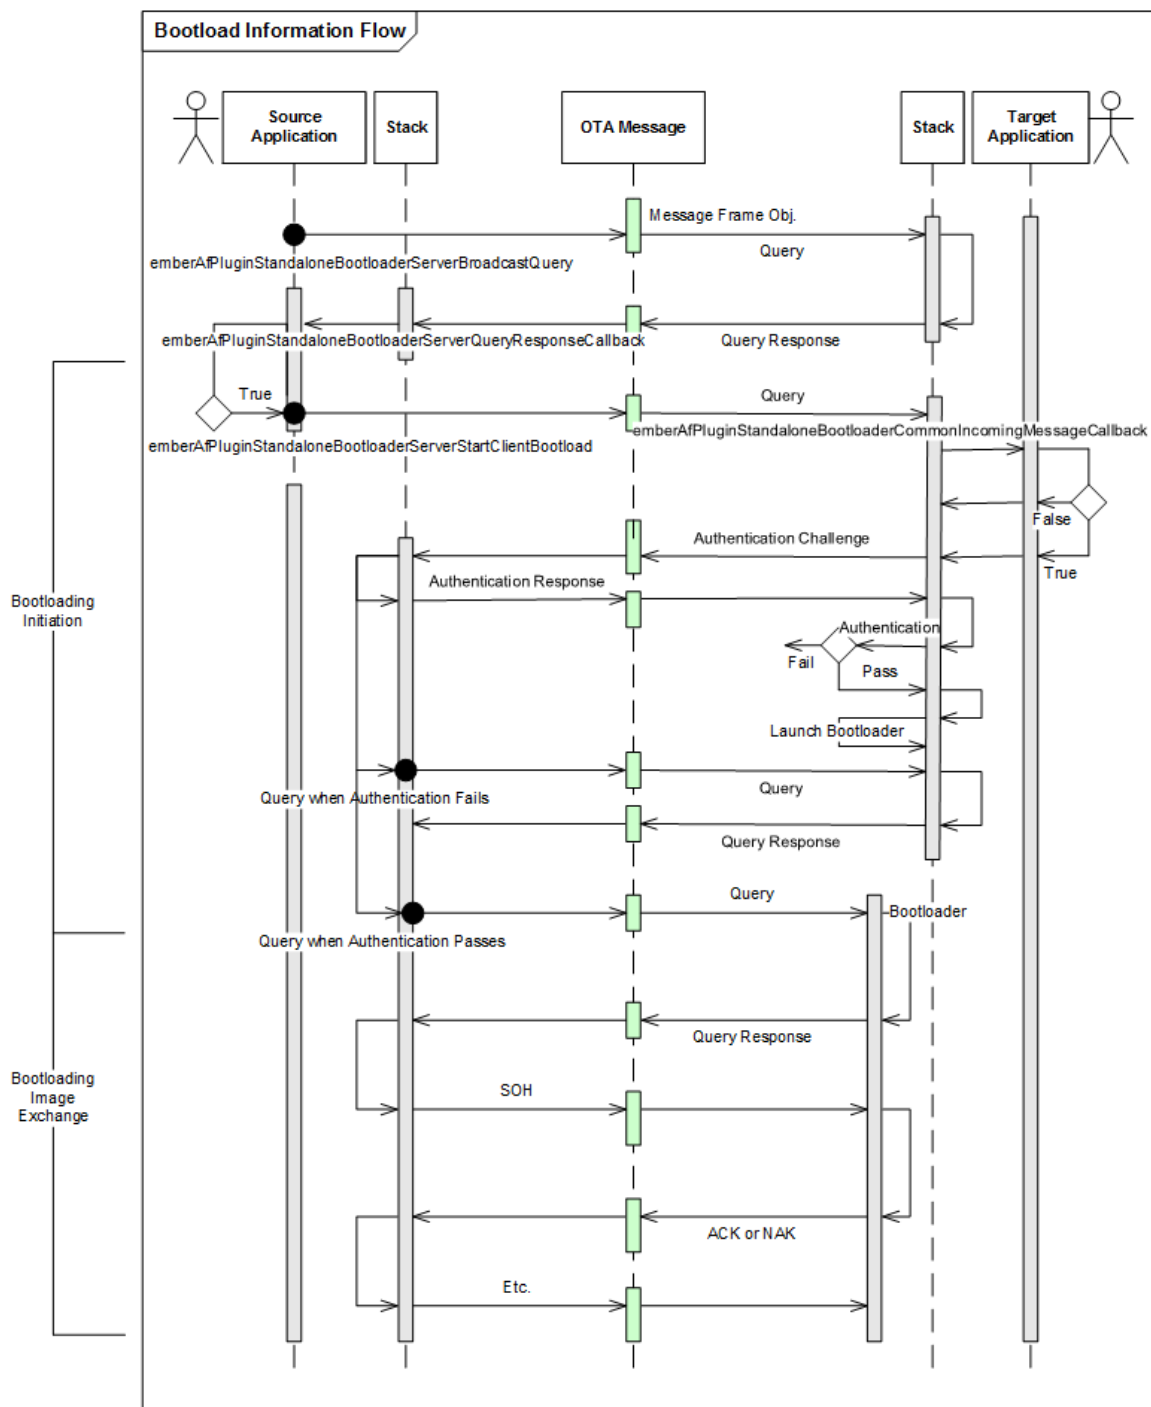 Bootload Information Flow
Source
Application
Stack
OTA Message
Stack
Target
Application
Message Frame Obj.
Query
emberAfPluginStandaloneBootloaderServerBroadcastQuery
emberAfPluginStandaloneBootloaderServerQueryResponseCallback
Query Response
True
Query
emberAfPluginStandaloneBootloaderServerStartClientBootload
emberAfPluginStandaloneBootloaderCommonIncomingMessageCallback
False
Authentication Challenge
True
Authentication Response
Bootloading
Initiation
Authentication
Fail
Pass
Launch Bootloader
Query when Authentication Fails
Query
Query Response
Query
Bootloader
Query when Authentication Passes
Query Response
Bootloading
Image
Exchange
SOH
ACK or NAK
Etc.